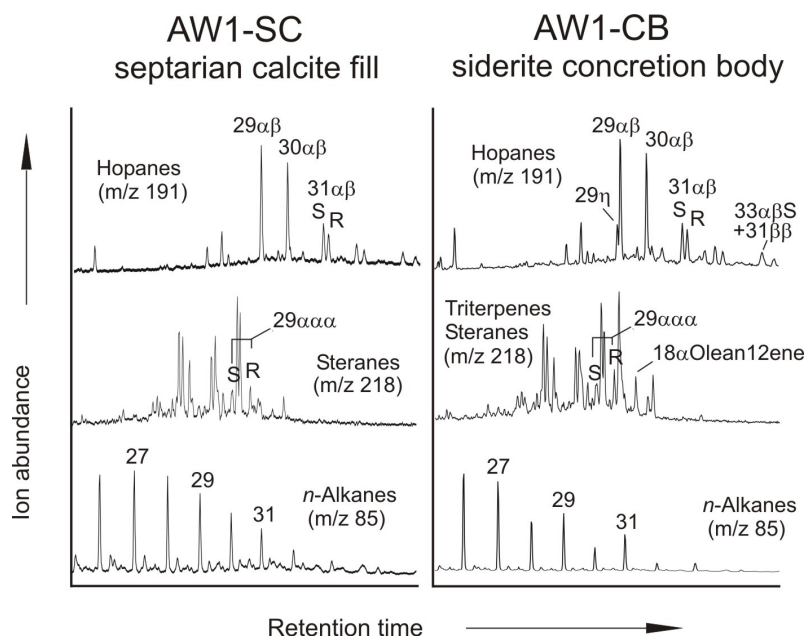 AW1-SC
septarian calcite fill
AW1-CB
siderite concretion body
Ion abundance
Hopanes
(m/z 191)
29αβ
30αβ
31αβ
S R
Steranes
(m/z 218)
29ααα
S R
27
29
31
n-Alkanes
(m/z 85)
Hopanes
(m/z 191)
29η
29αβ
30αβ
31αβ
S R
33αβS
+31ββ
Triterpenes
Steranes
(m/z 218)
29ααα
S R
18αOlean12ene
27
29
31
n-Alkanes
(m/z 85)
Retention time